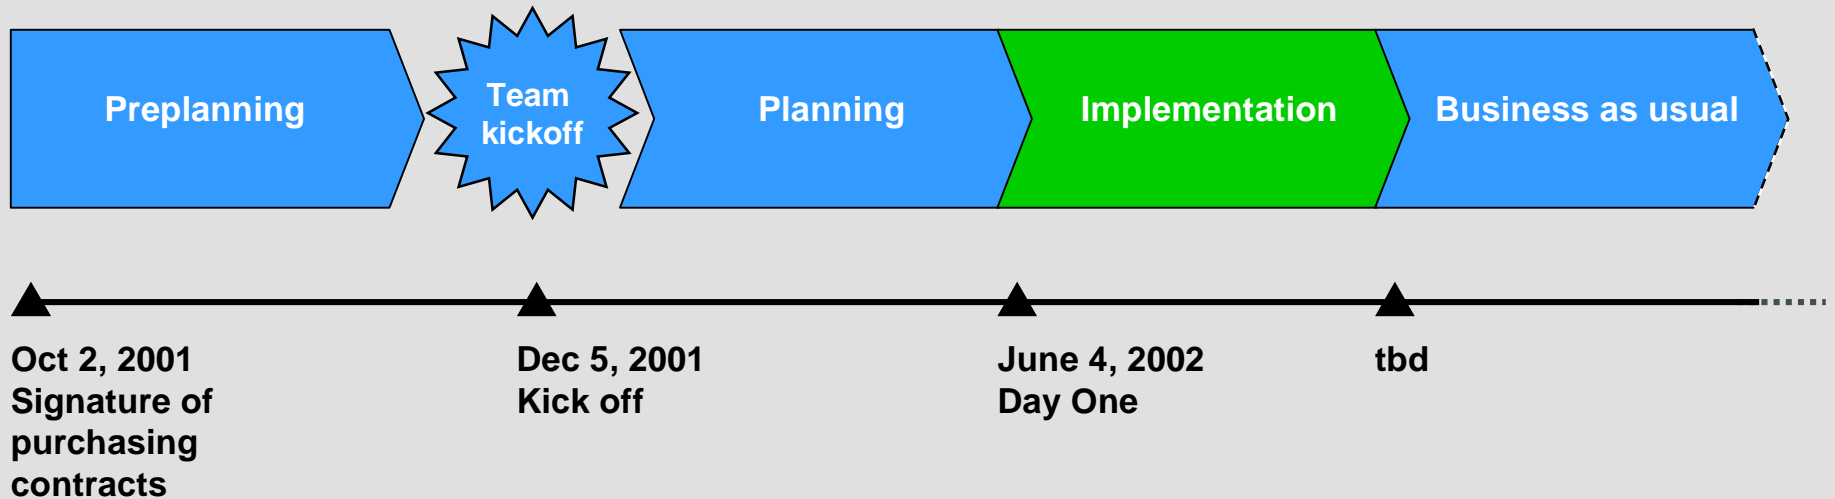 Preplanning
Team
kickoff
Planning
Implementation
Business as usual
Oct 2, 2001
Signature of
purchasing
contracts
Dec 5, 2001
Kick off
June 4, 2002
Day One
tbd